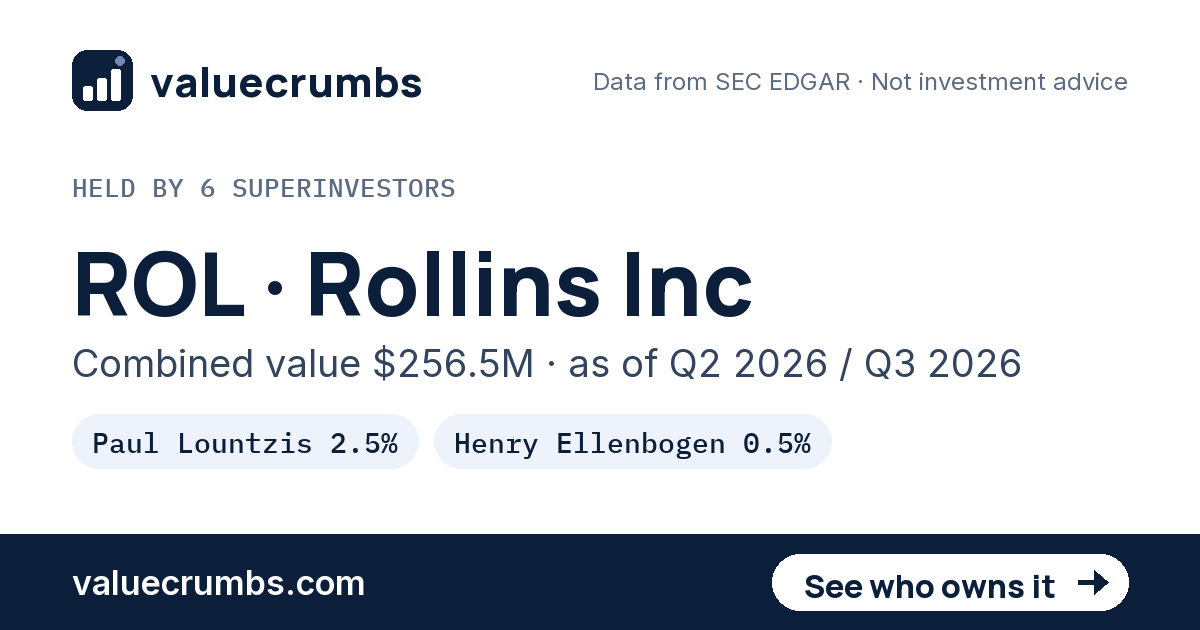 valuecrumbs
Data from SEC EDGAR · Not investment advice
HELD BY 6 SUPERINVESTORS
ROL · Rollins Inc
Combined value $256.5M · as of Q2 2026 / Q3 2026
Paul Lountzis 2.5%
Henry Ellenbogen 0.5%
valuecrumbs.com
See who owns it →